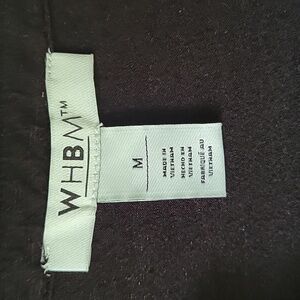 WHBM™
M
MADE IN
VIETNAM
HECHO EN
VIETNAM
FABRIQUÉ AU
VIETNAM